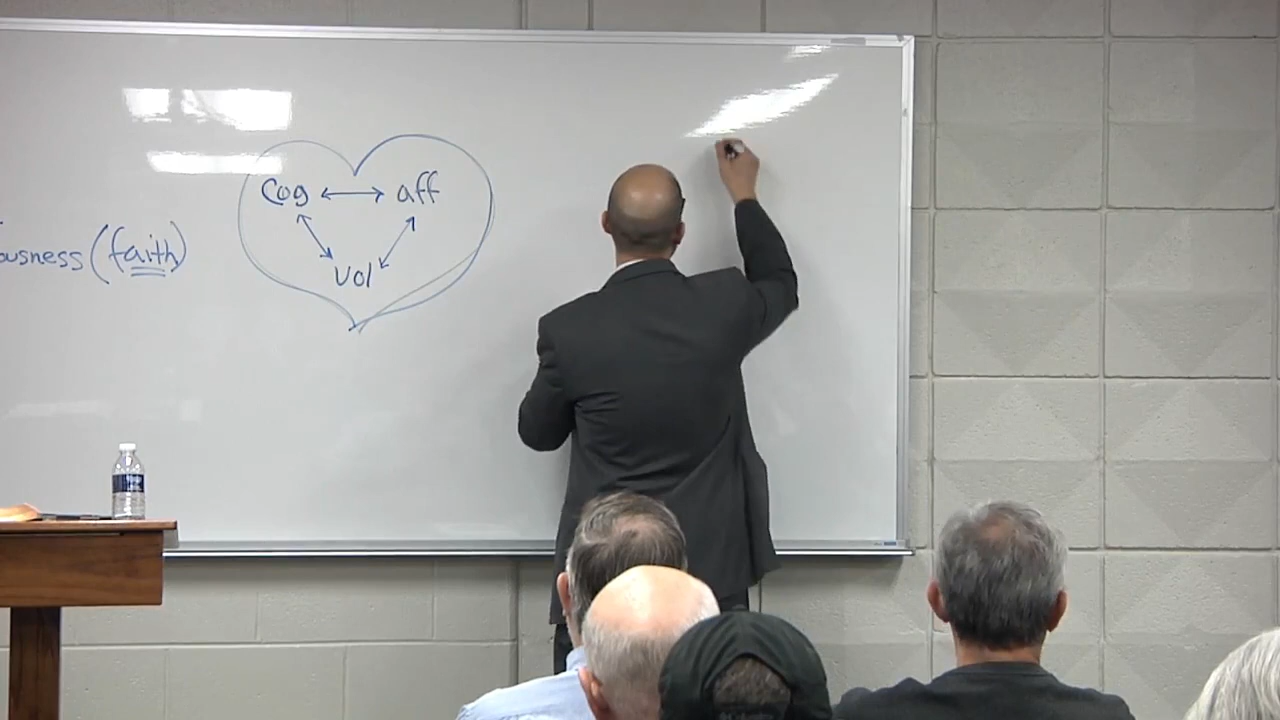 ousness (faith)
Cog ↔ aff
vol